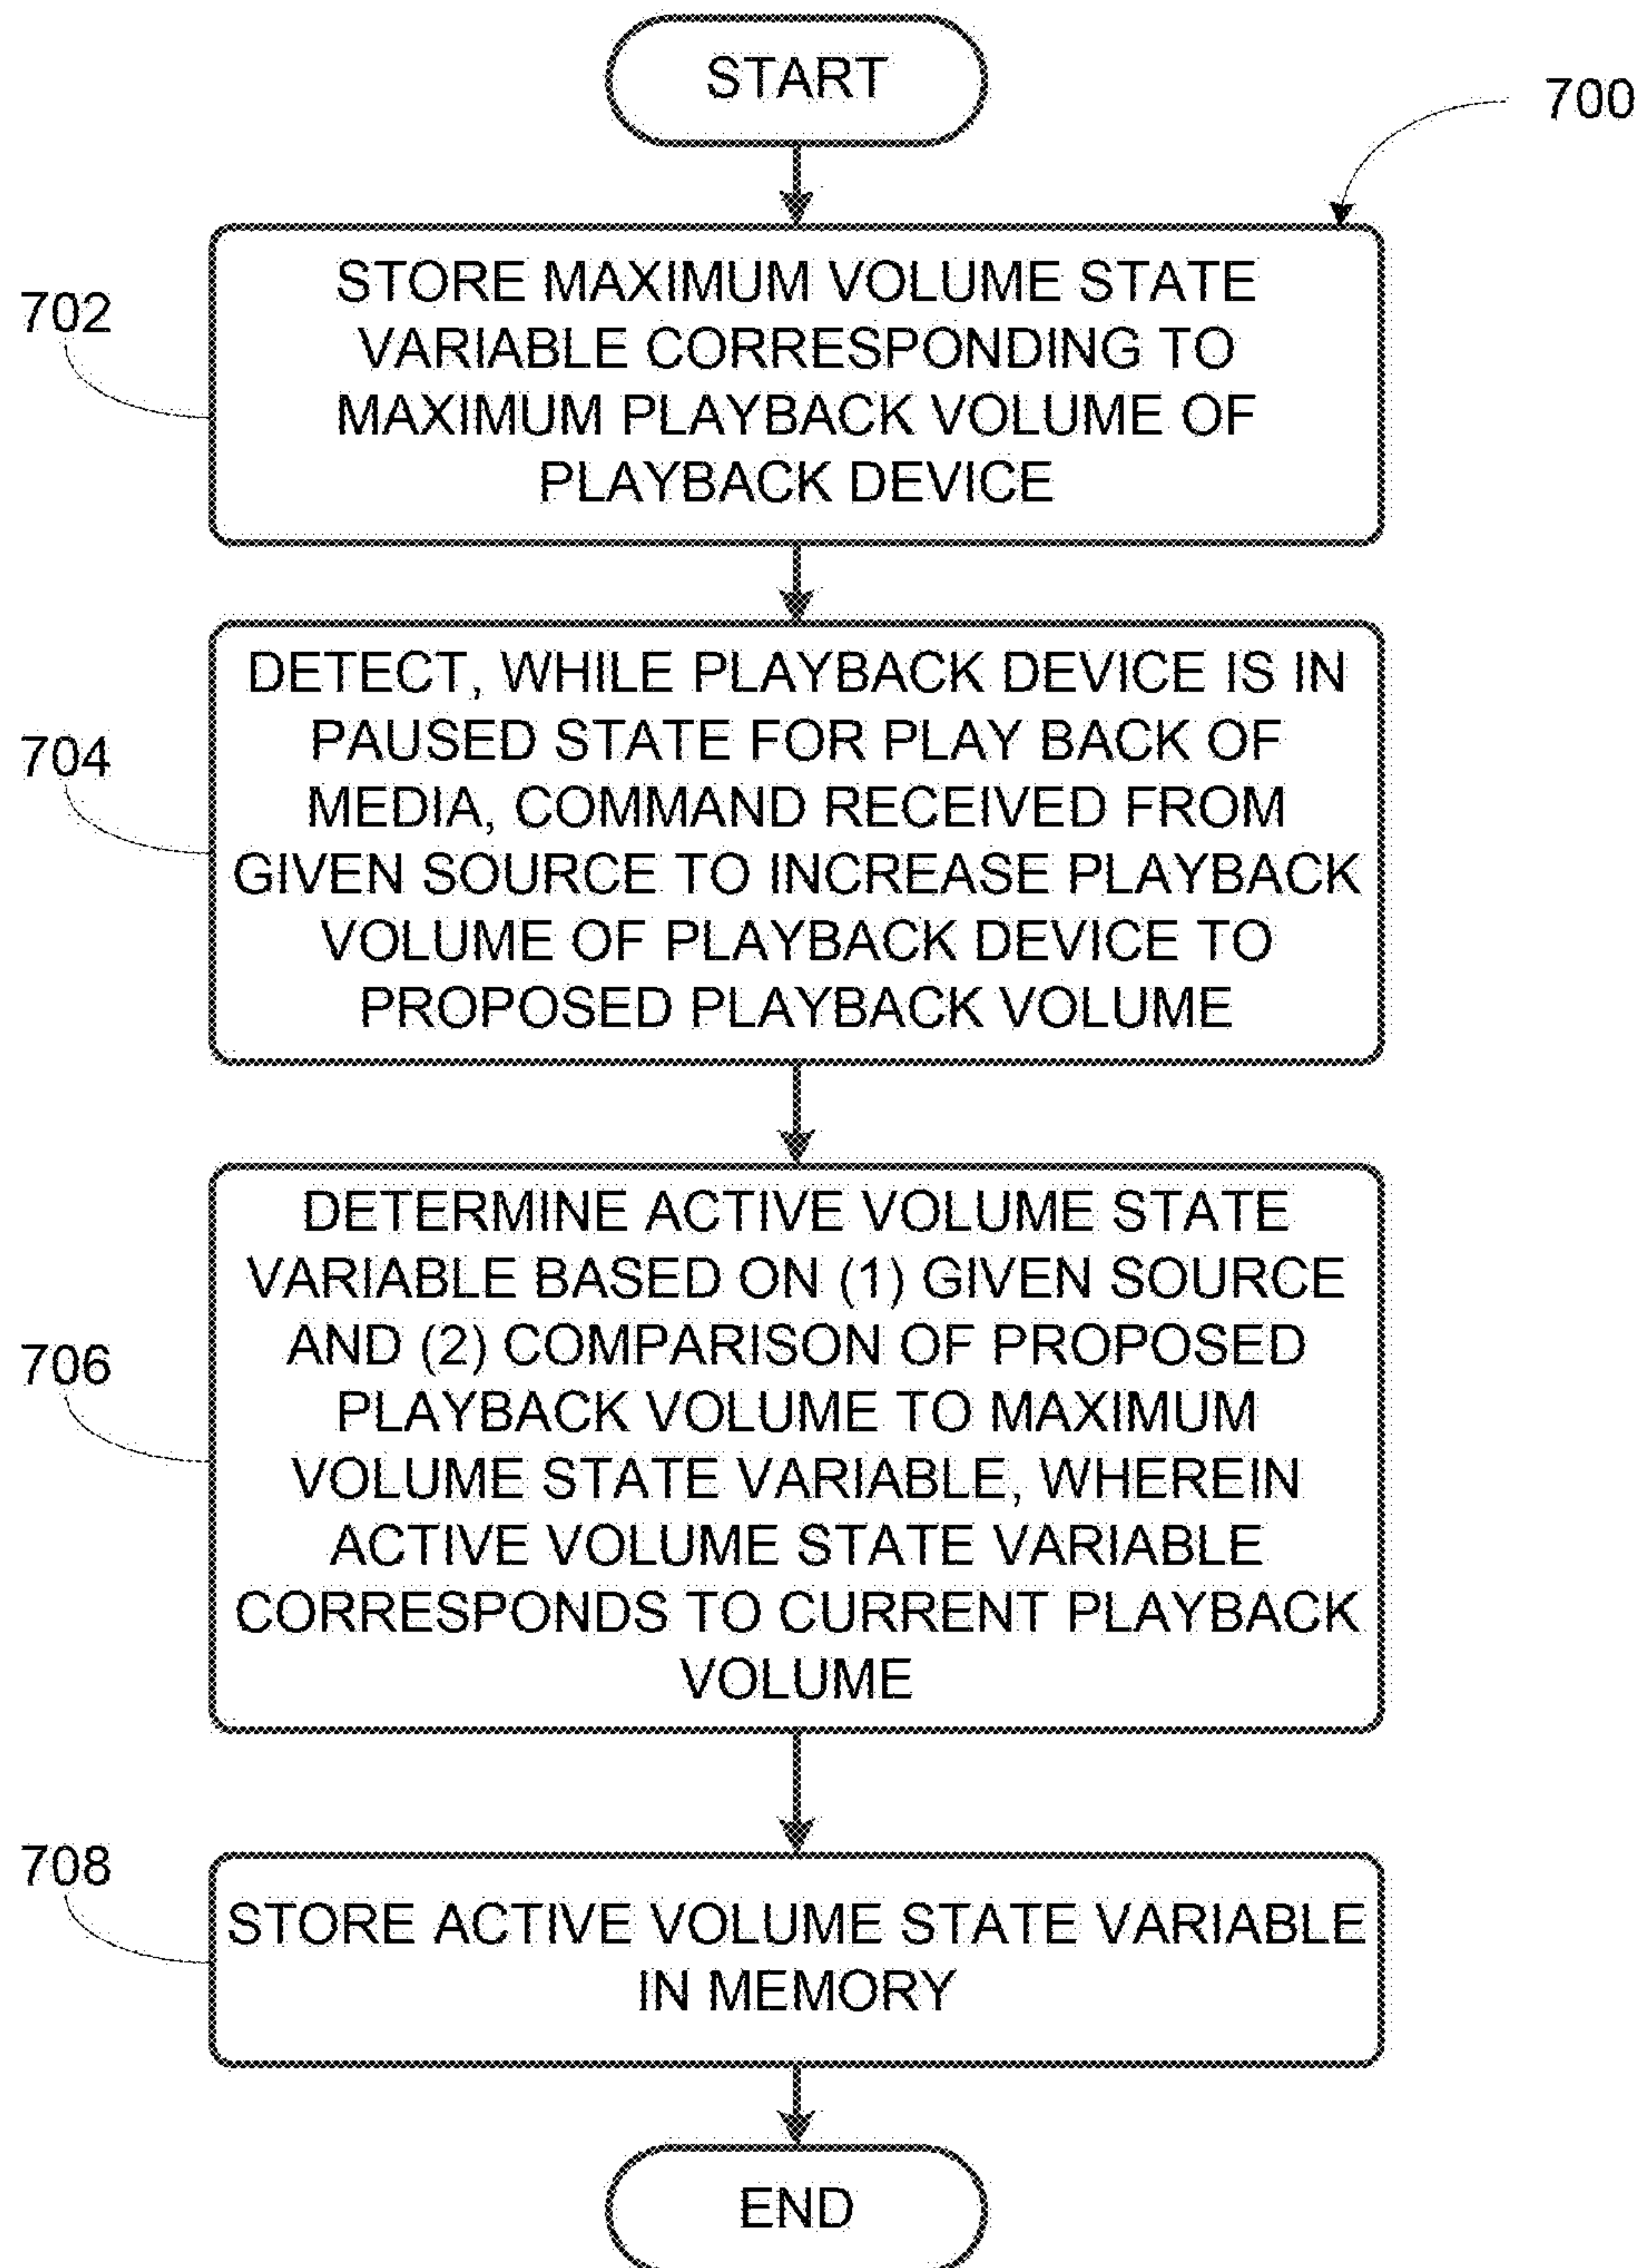 START
700
702
STORE MAXIMUM VOLUME STATE
VARIABLE CORRESPONDING TO
MAXIMUM PLAYBACK VOLUME OF
PLAYBACK DEVICE
704
DETECT, WHILE PLAYBACK DEVICE IS IN
PAUSED STATE FOR PLAY BACK OF
MEDIA, COMMAND RECEIVED FROM
GIVEN SOURCE TO INCREASE PLAYBACK
VOLUME OF PLAYBACK DEVICE TO
PROPOSED PLAYBACK VOLUME
706
DETERMINE ACTIVE VOLUME STATE
VARIABLE BASED ON (1) GIVEN SOURCE
AND (2) COMPARISON OF PROPOSED
PLAYBACK VOLUME TO MAXIMUM
VOLUME STATE VARIABLE, WHEREIN
ACTIVE VOLUME STATE VARIABLE
CORRESPONDS TO CURRENT PLAYBACK
VOLUME
708
STORE ACTIVE VOLUME STATE VARIABLE
IN MEMORY
END